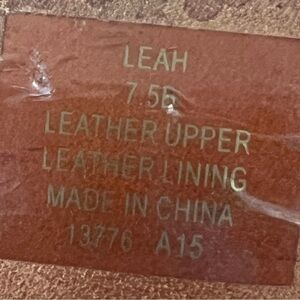 LEAH
7.5B
LEATHER UPPER
LEATHER LINING
MADE IN CHINA
13776 A15